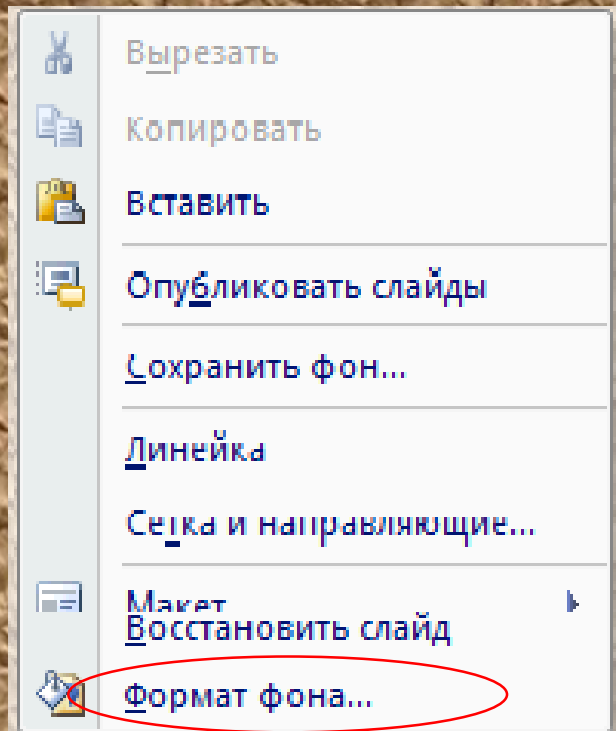 Вырезать
Копировать
Вставить
Опубликовать слайды
Сохранить фон...
Линейка
Сетка и направляющие...
Макет
Восстановить слайд
Формат фона...